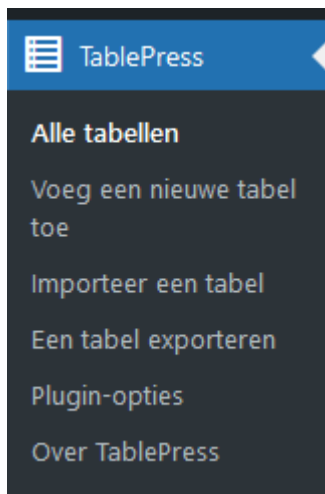 TablePress
Alle tabellen
Voeg een nieuwe tabel
toe
Importeer een tabel
Een tabel exporteren
Plugin-opties
Over TablePress